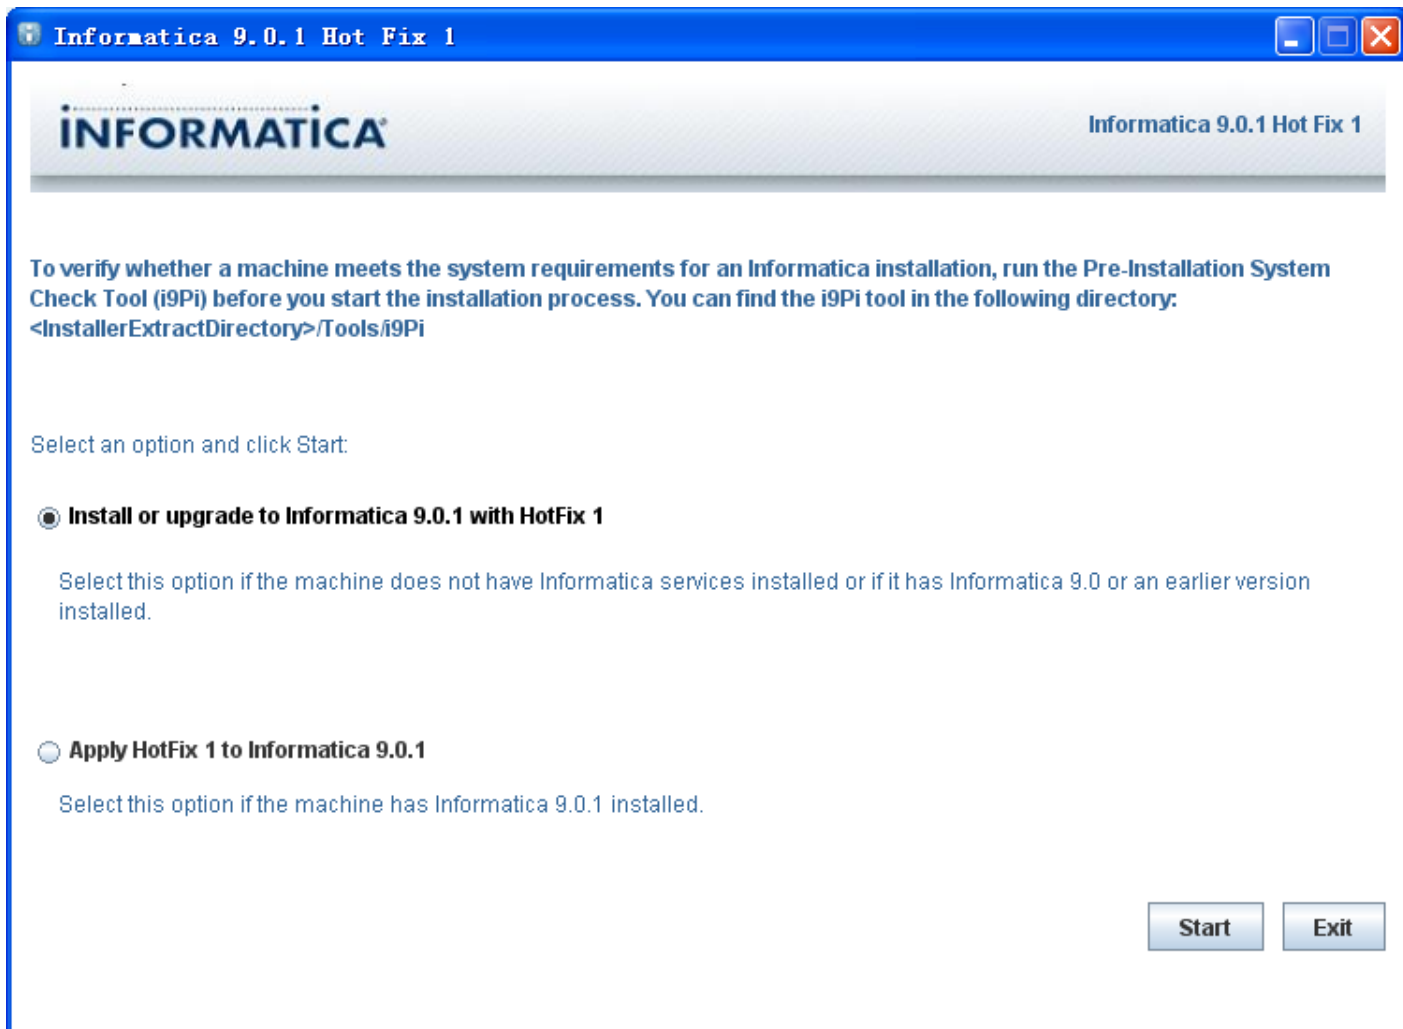 Informatica 9.0.1 Hot Fix 1
INFORMATICA
Informatica 9.0.1 Hot Fix 1
To verify whether a machine meets the system requirements for an Informatica installation, run the Pre-Installation System
Check Tool (i9Pi) before you start the installation process. You can find the i9Pi tool in the following directory:
<InstallerExtractDirectory>/Tools/i9Pi
Select an option and click Start:
Install or upgrade to Informatica 9.0.1 with HotFix 1
Select this option if the machine does not have Informatica services installed or if it has Informatica 9.0 or an earlier version
installed.
Apply HotFix 1 to Informatica 9.0.1
Select this option if the machine has Informatica 9.0.1 installed.
Start
Exit